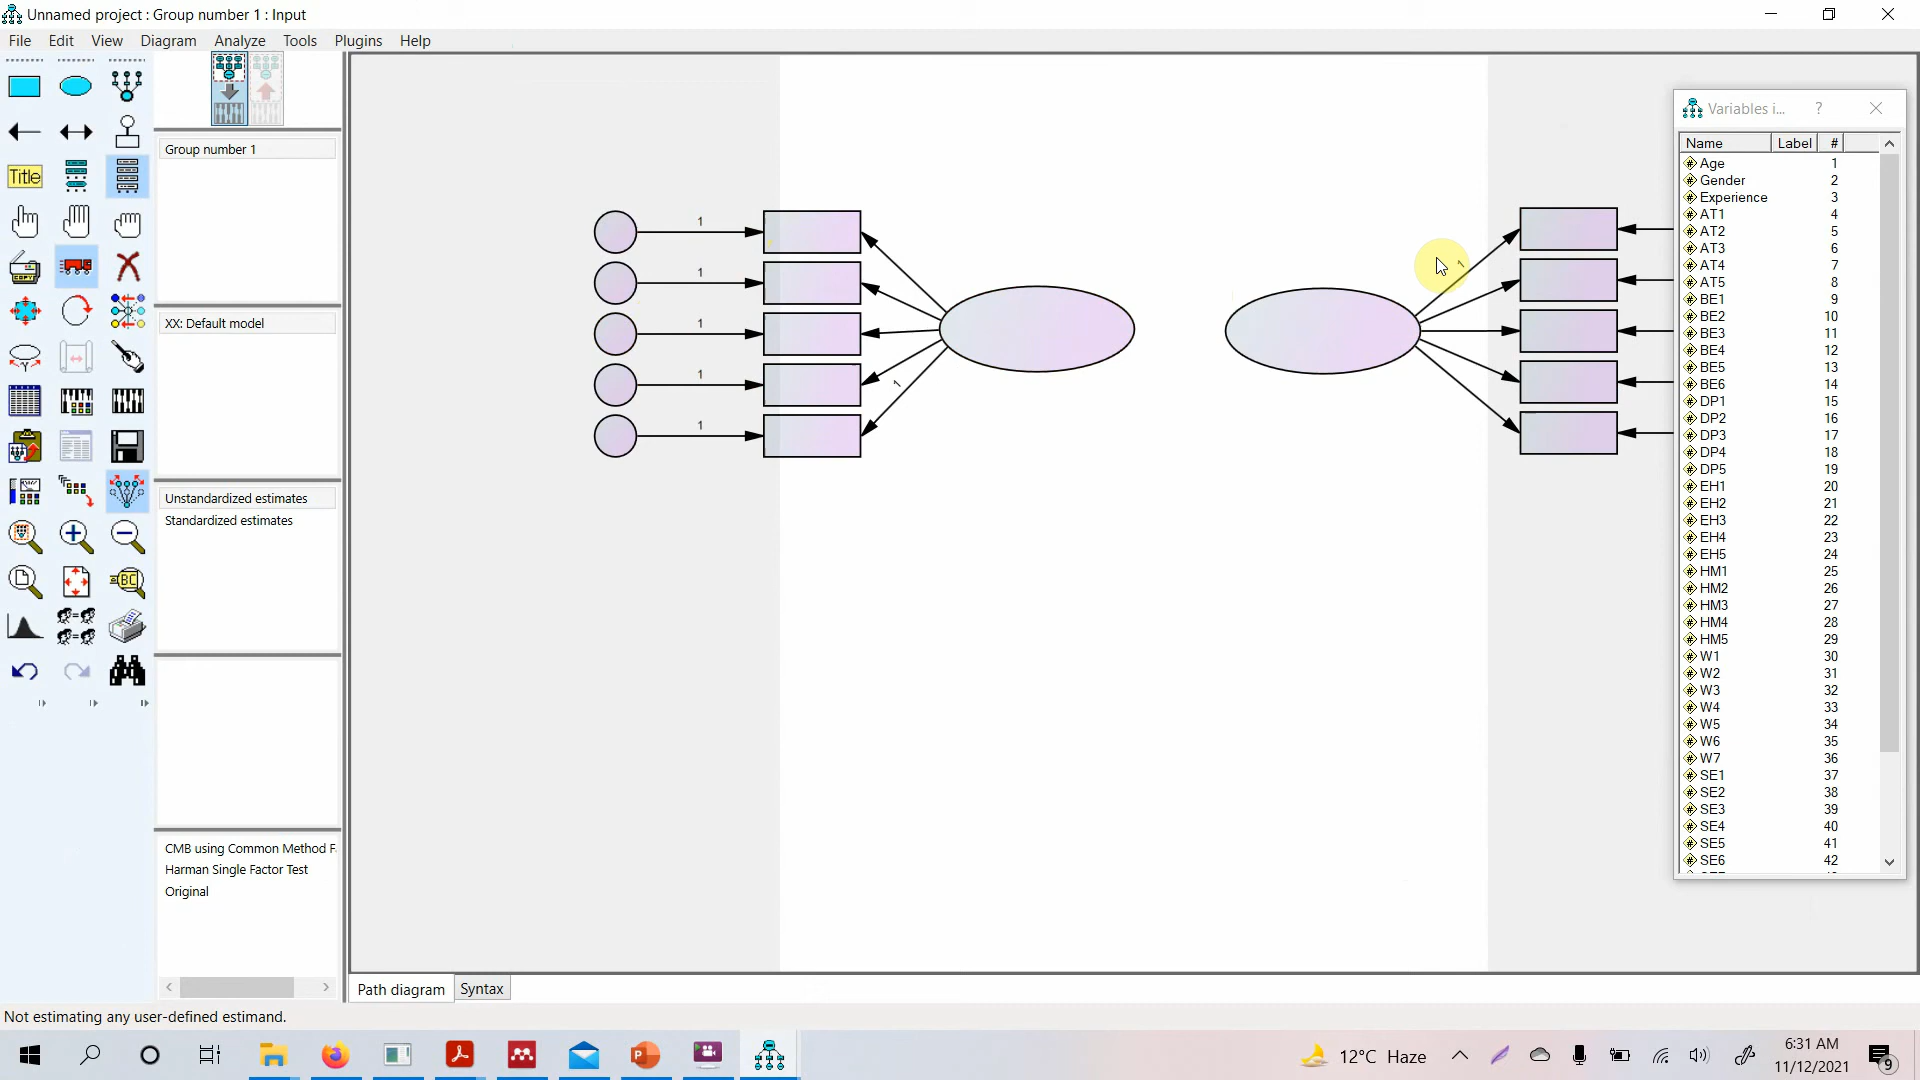 Unnamed project : Group number 1 : Input
File Edit View Diagram Analyze Tools Plugins Help
Title
COPY
BC
Group number 1
XX: Default model
Unstandardized estimates
Standardized estimates
CMB using Common Method F
Harman Single Factor Test
Original
1
1
1
1
1
1
1
Variables i... ?
Name Label #
Age 1
Gender 2
Experience 3
AT1 4
AT2 5
AT3 6
AT4 7
AT5 8
BE1 9
BE2 10
BE3 11
BE4 12
BE5 13
BE6 14
DP1 15
DP2 16
DP3 17
DP4 18
DP5 19
EH1 20
EH2 21
EH3 22
EH4 23
EH5 24
HM1 25
HM2 26
HM3 27
HM4 28
HM5 29
W1 30
W2 31
W3 32
W4 33
W5 34
W6 35
W7 36
SE1 37
SE2 38
SE3 39
SE4 40
SE5 41
SE6 42
Path diagram Syntax
Not estimating any user-defined estimand.
12°C Haze
6:31 AM
11/12/2021
9